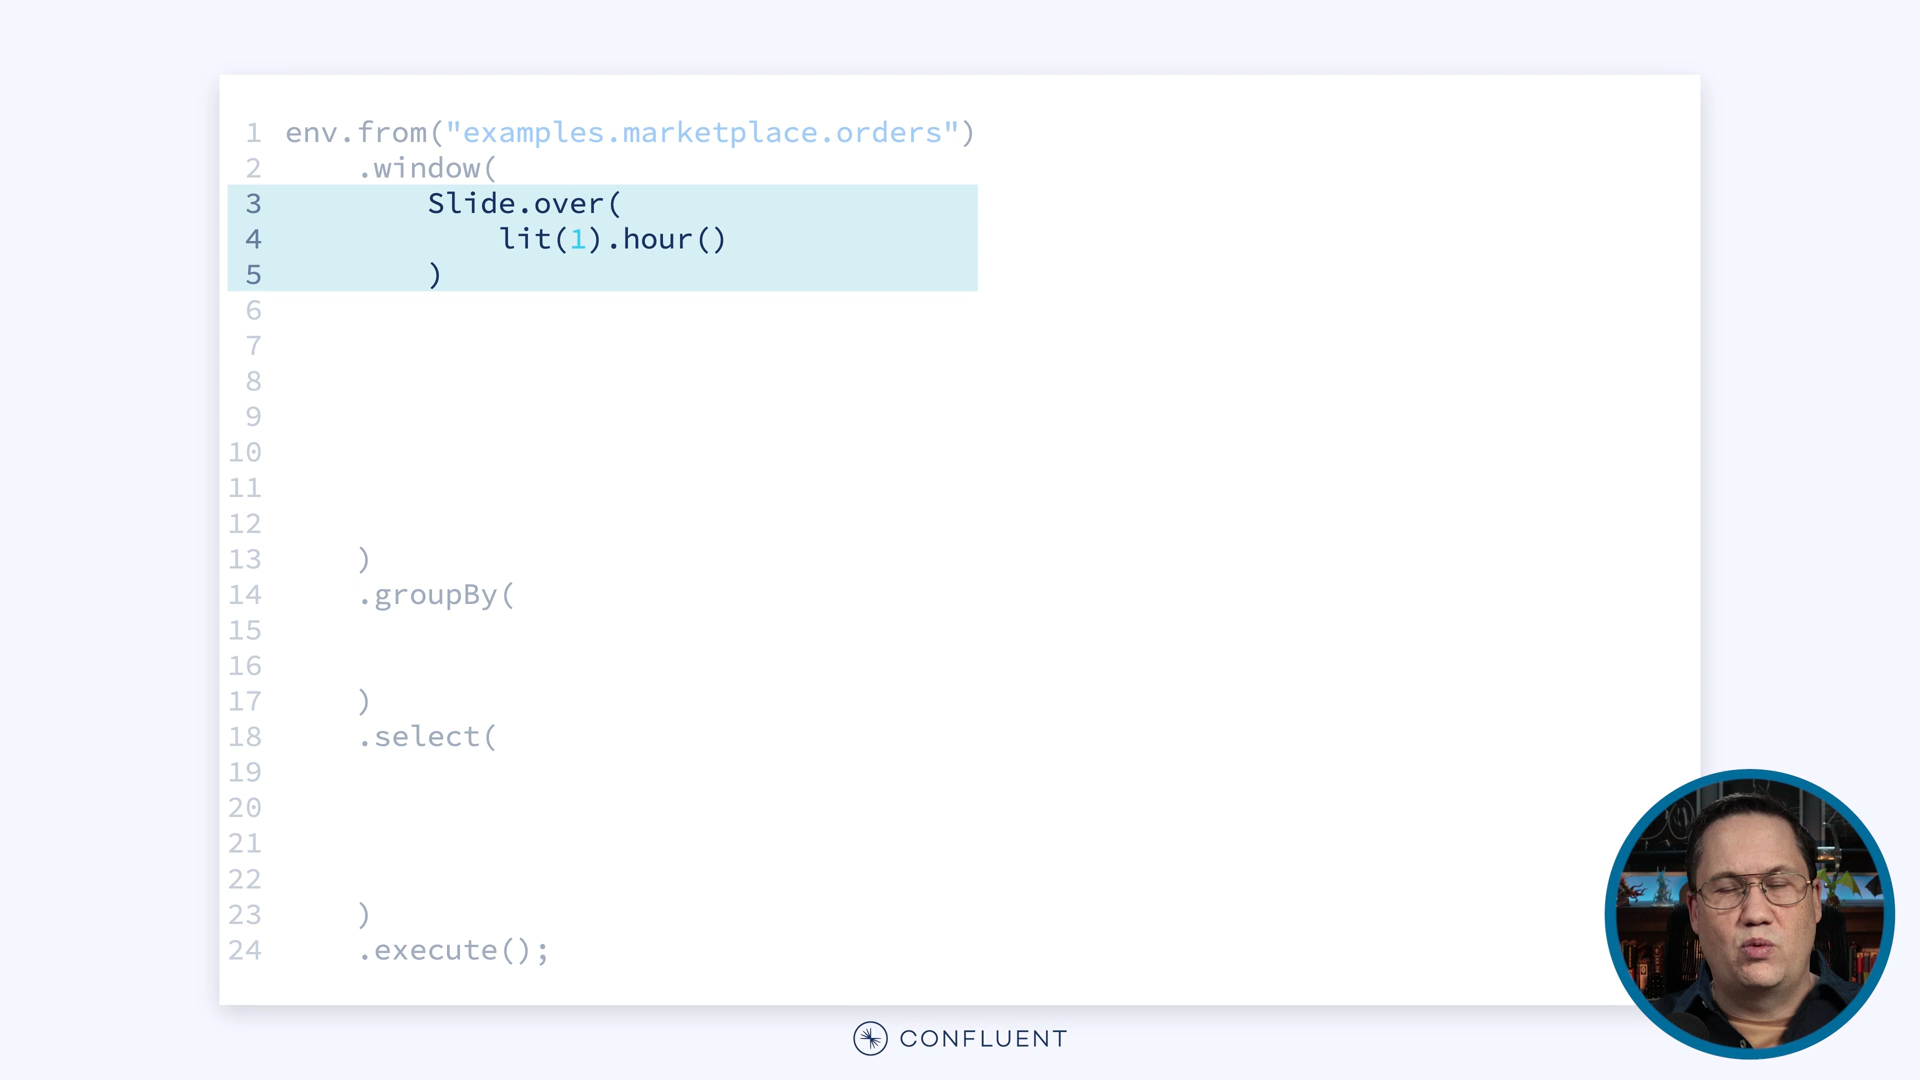 1 env.from("examples.marketplace.orders")
2 .window(
3 Slide.over(
4 lit(1).hour()
5 )
6
7
8
9
10
11
12
13 )
14 .groupBy(
15
16
17 )
18 .select(
19
20
21
22
23 )
24 .execute();
CONFLUENT